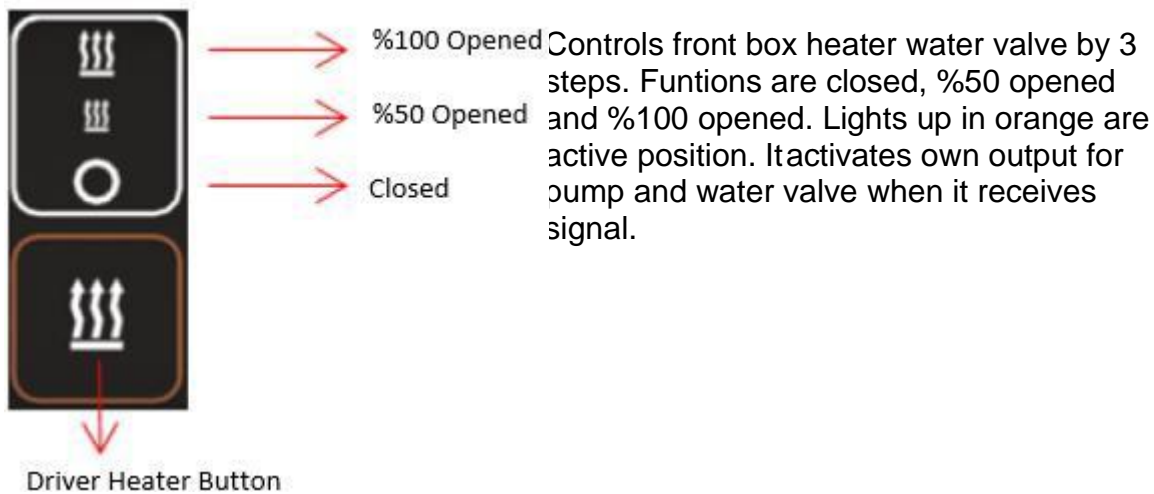 %100 Opened
%50 Opened
Closed
Driver Heater Button
Controls front box heater water valve by 3
steps. Funtions are closed, %50 opened
and %100 opened. Lights up in orange are
active position. Itactivates own output for
pump and water valve when it receives
signal.